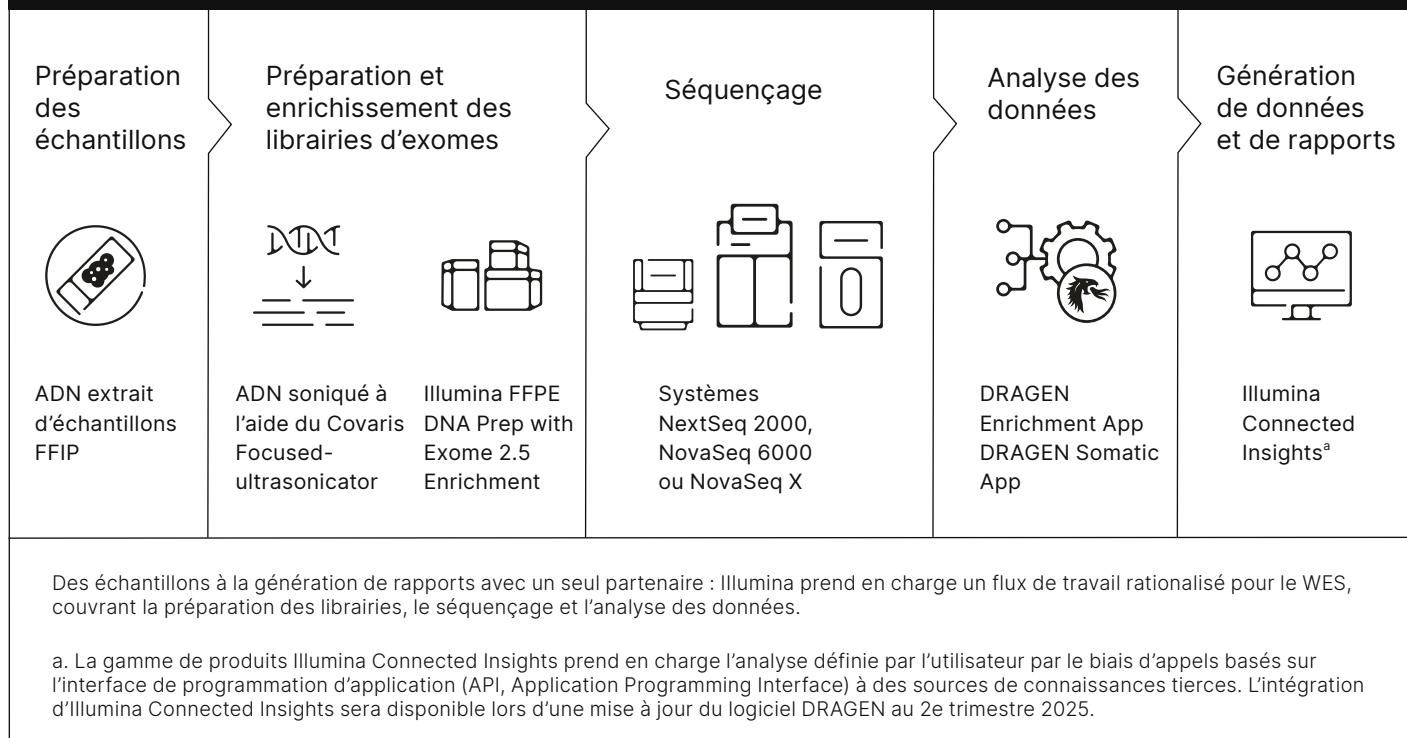 Préparation
des
échantillons
Préparation et
enrichissement des
librairies d’exomes
Séquençage
Analyse des
données
Génération
de données
et de rapports
ADN extrait
d’échantillons
FFIP
ADN soniqué à
l’aide du Covaris
Focused-
ultrasonicator
Illumina FFPE
DNA Prep with
Exome 2.5
Enrichment
Systèmes
NextSeq 2000,
NovaSeq 6000
ou NovaSeq X
DRAGEN
Enrichment App
DRAGEN Somatic
App
Illumina
Connected
Insightsª
Des échantillons à la génération de rapports avec un seul partenaire : Illumina prend en charge un flux de travail rationalisé pour le WES,
couvrant la préparation des librairies, le séquençage et l’analyse des données.
a. La gamme de produits Illumina Connected Insights prend en charge l’analyse définie par l’utilisateur par le biais d’appels basés sur
l’interface de programmation d’application (API, Application Programming Interface) à des sources de connaissances tierces. L’intégration
d’Illumina Connected Insights sera disponible lors d’une mise à jour du logiciel DRAGEN au 2e trimestre 2025.